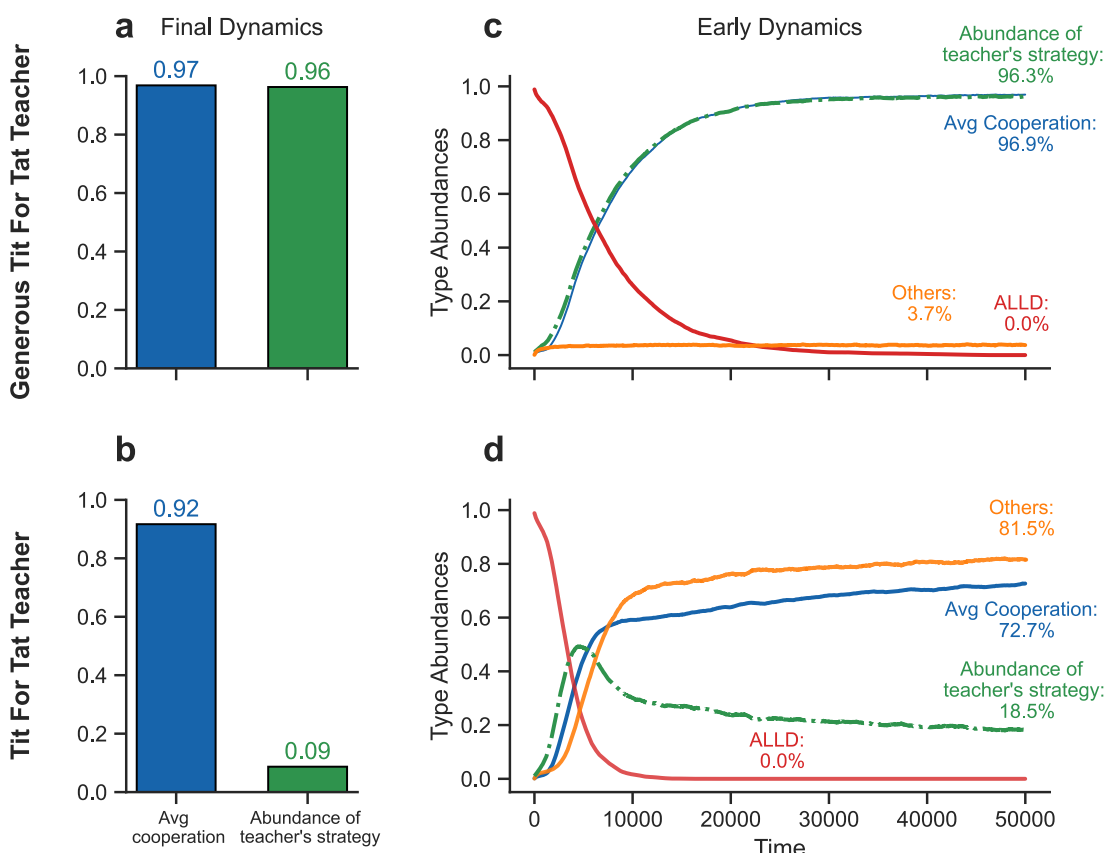 a
Final Dynamics
Generous Tit For Tat Teacher
0.97
0.96
1.0
0.8
0.6
0.4
0.2
0.0
c
Early Dynamics
Abundance of
teacher's strategy:
96.3%
Avg Cooperation:
96.9%
Others:
3.7%
ALLD:
0.0%
Type Abundances
1.0
0.8
0.6
0.4
0.2
0.0
b
Tit For Tat Teacher
0.92
0.09
1.0
0.8
0.6
0.4
0.2
0.0
Avg
cooperation
Abundance of
teacher's strategy
d
Others:
81.5%
Avg Cooperation:
72.7%
Abundance of
teacher's strategy:
18.5%
ALLD:
0.0%
Type Abundances
1.0
0.8
0.6
0.4
0.2
0.0
0
10000
20000
30000
40000
50000
Time